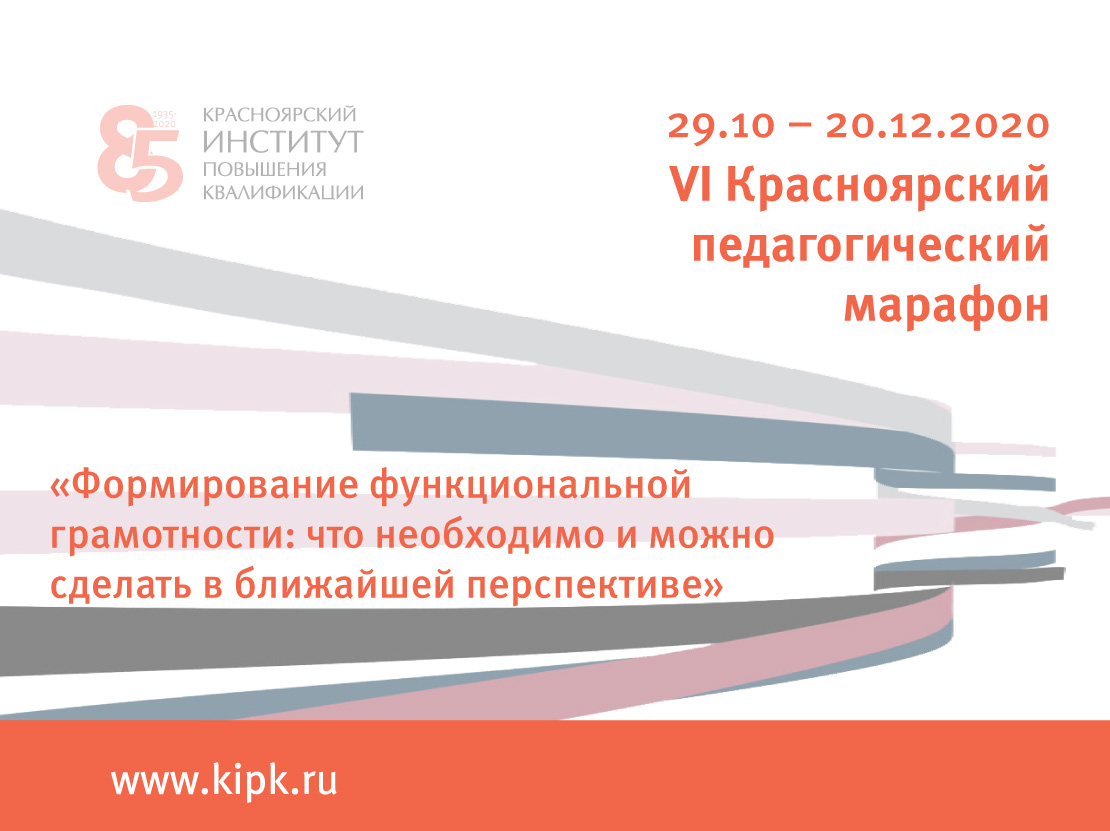 85
1935-
2020
КРАСНОЯРСКИЙ
ИНСТИТУТ
ПОВЫШЕНИЯ
КВАЛИФИКАЦИИ
29.10 – 20.12.2020
VI Красноярский
педагогический
марафон
«Формирование функциональной
грамотности: что необходимо и можно
сделать в ближайшей перспективе»
www.kipk.ru